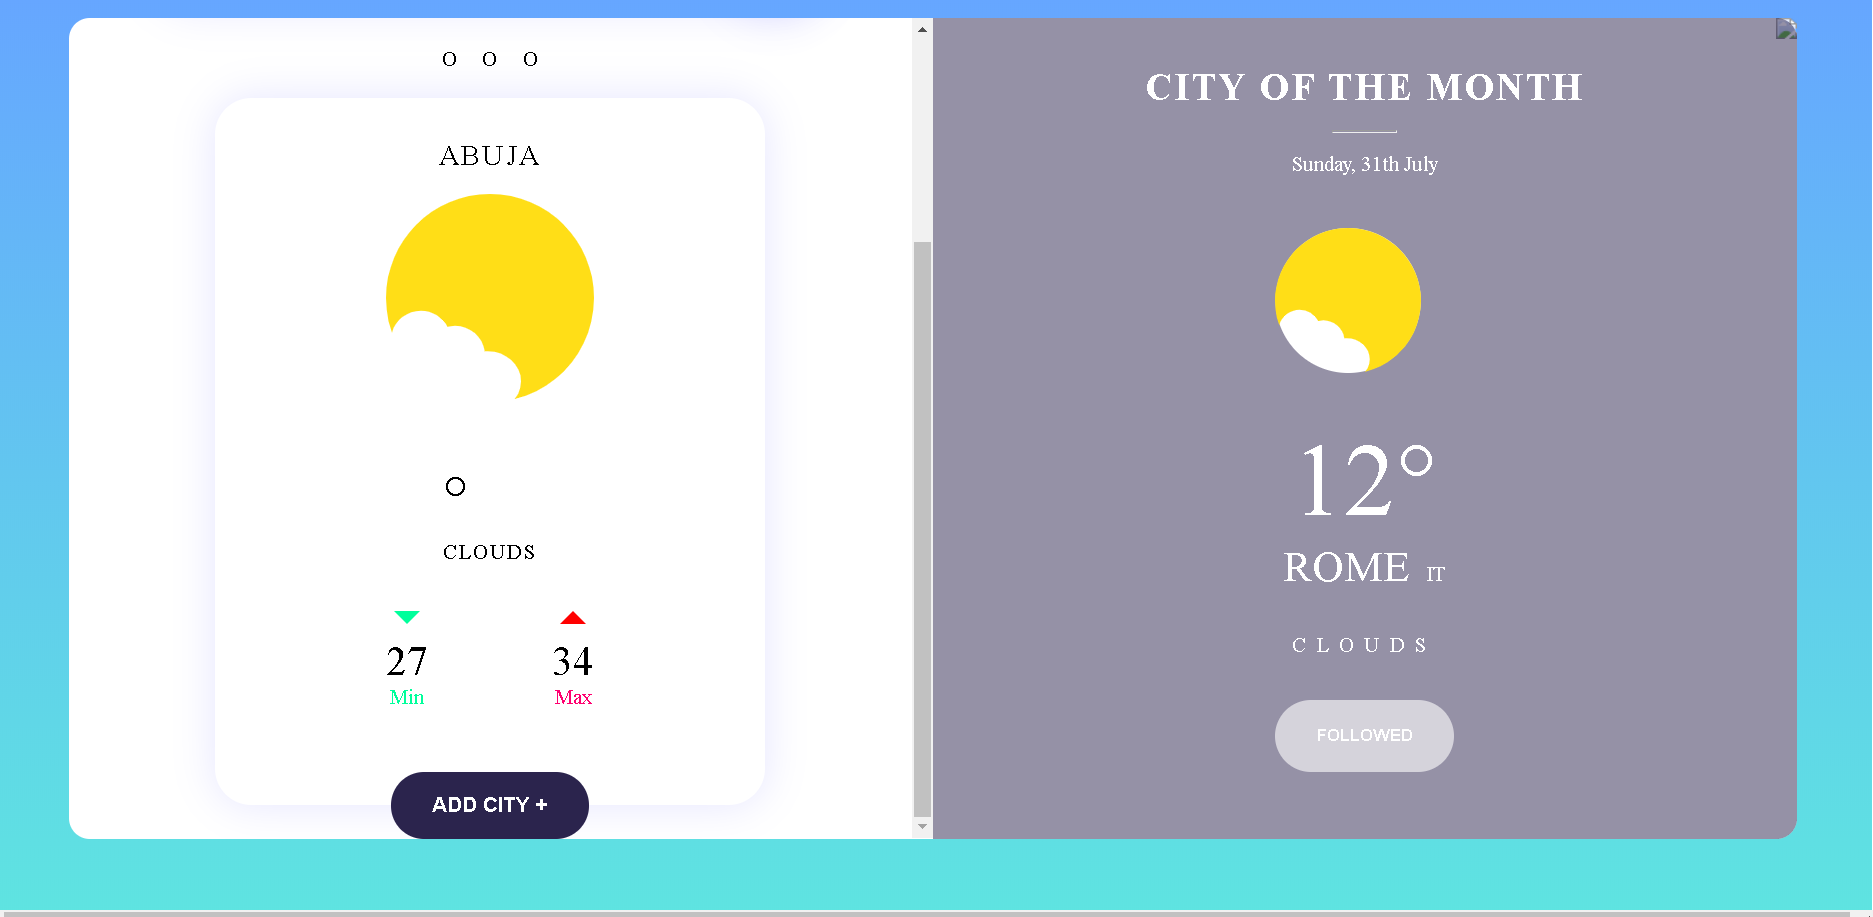 O O O
ABUJA
°
CLOUDS
27
Min
34
Max
ADD CITY +
CITY OF THE MONTH
Sunday, 31th July
12°
ROME IT
CLOUDS
FOLLOWED